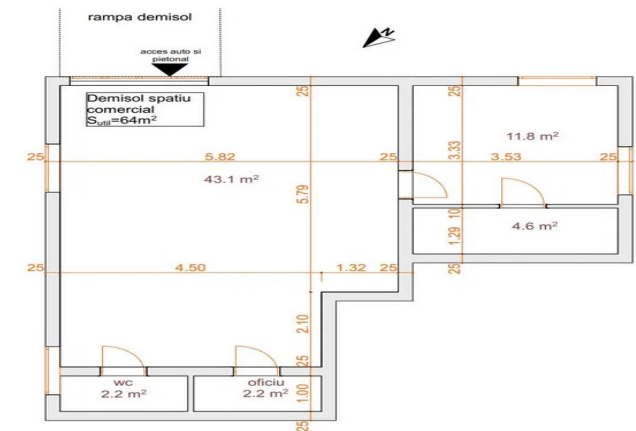 rampa demisol
acces auto si
pietonal
N
Demisol spatiu
comercial
Sutil=64m²
25
25
11.8 m²
25
5.82
25
3.33
3.53
25
43.1 m²
5.79
10
4.6 m²
1.29
25
4.50
1.32
25
25
2.10
25
wc
2.2 m²
oficiu
2.2 m²
1.00
25